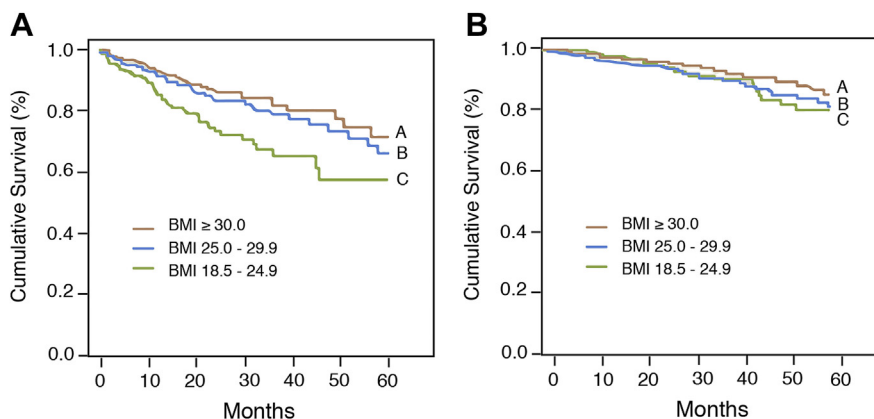 A
Cumulative Survival (%)
1.0
0.8
0.6
0.4
0.2
0.0
A
B
C
BMI ≥ 30.0
BMI 25.0 - 29.9
BMI 18.5 - 24.9
0 10 20 30 40 50 60
Months
B
Cumulative Survival (%)
1.0
0.8
0.6
0.4
0.2
0.0
A
B
C
BMI ≥ 30.0
BMI 25.0 - 29.9
BMI 18.5 - 24.9
0 10 20 30 40 50 60
Months